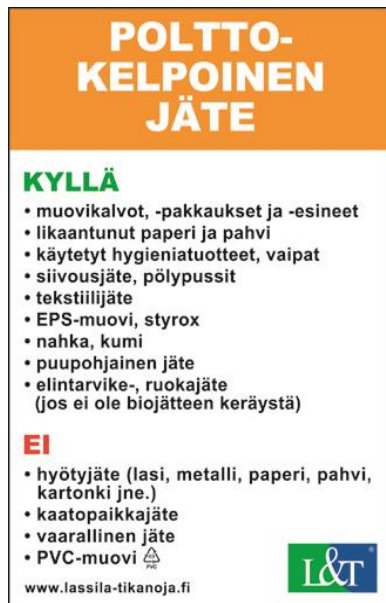 POLTTO-
KELPOINEN
JÄTE
KYLLÄ
• muovikalvot, -pakkaukset ja -esineet
• likaantunut paperi ja pahvi
• käytetyt hygieniatuotteet, vaipat
• siivousjäte, pölypussit
• tekstiilijäte
• EPS-muovi, styrox
• nahka, kumi
• puupohjainen jäte
• elintarvike-, ruokajäte
(jos ei ole biojätteen keräystä)
EI
• hyötyjäte (lasi, metalli, paperi, pahvi,
kartonki jne.)
• kaatopaikkajäte
• vaarallinen jäte
• PVC-muovi 03 PVC
www.lassila-tikanoja.fi
L&T